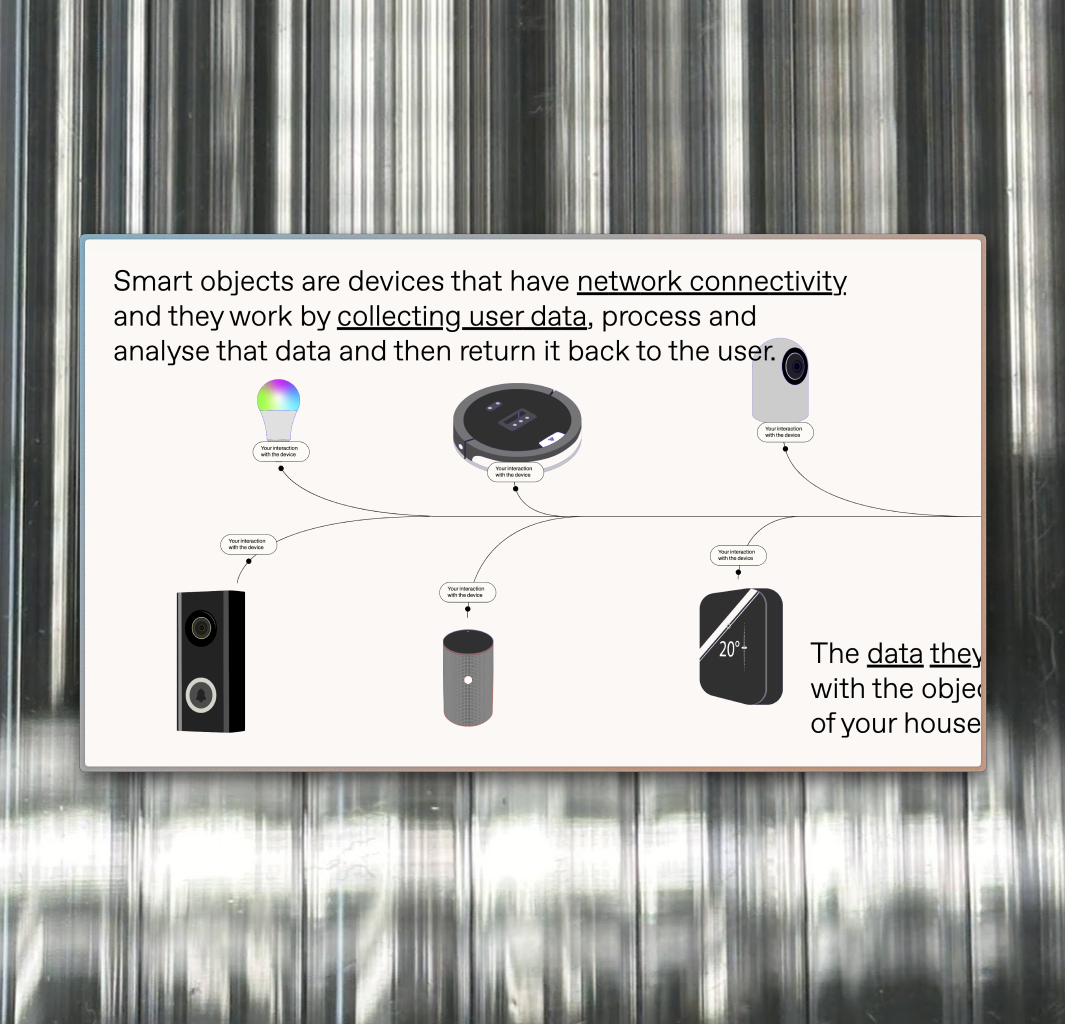 Smart objects are devices that have network connectivity
and they work by collecting user data, process and
analyse that data and then return it back to the user.
Your interaction
with the device
Your interaction
with the device
Your interaction
with the device
Your interaction
with the device
Your interaction
with the device
Your interaction
with the device
20°
The data they
with the objec
of your house